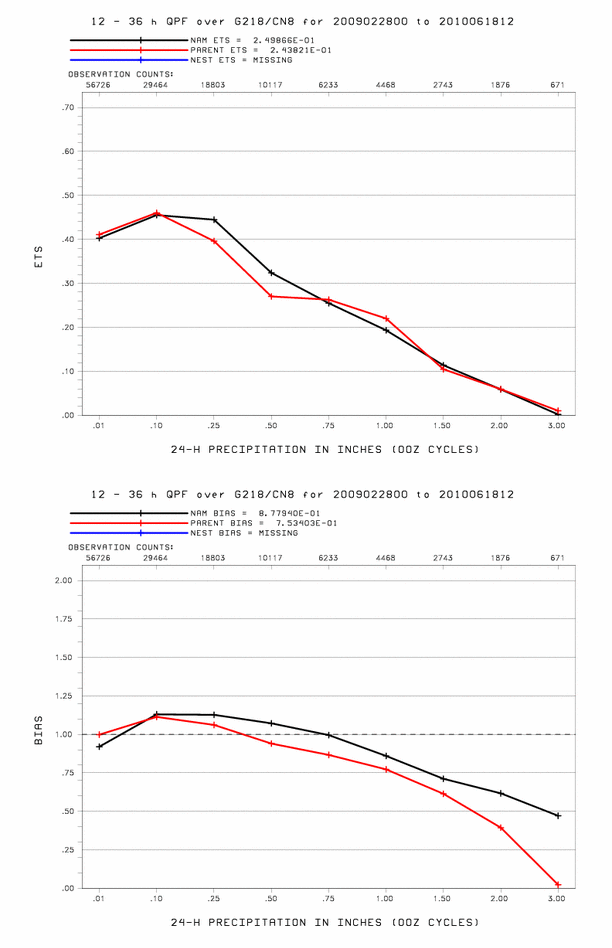 12 - 36 h QPF over G218/CN8 for 2009022800 to 2010061812
NAM ETS = 2.49866E-01
PARENT ETS = 2.43821E-01
NEST ETS = MISSING
OBSERVATION COUNTS:
56726 29464 18803 10117 6233 4468 2743 1876 671
.70
.60
.50
.40
.30
.20
.10
.00
ETS
.01 .10 .25 .50 .75 1.00 1.50 2.00 3.00
24-H PRECIPITATION IN INCHES (00Z CYCLES)
12 - 36 h QPF over G218/CN8 for 2009022800 to 2010061812
NAM BIAS = 8.77940E-01
PARENT BIAS = 7.53403E-01
NEST BIAS = MISSING
OBSERVATION COUNTS:
56726 29464 18803 10117 6233 4468 2743 1876 671
2.00
1.75
1.50
1.25
1.00
.75
.50
.25
.00
BIAS
.01 .10 .25 .50 .75 1.00 1.50 2.00 3.00
24-H PRECIPITATION IN INCHES (00Z CYCLES)